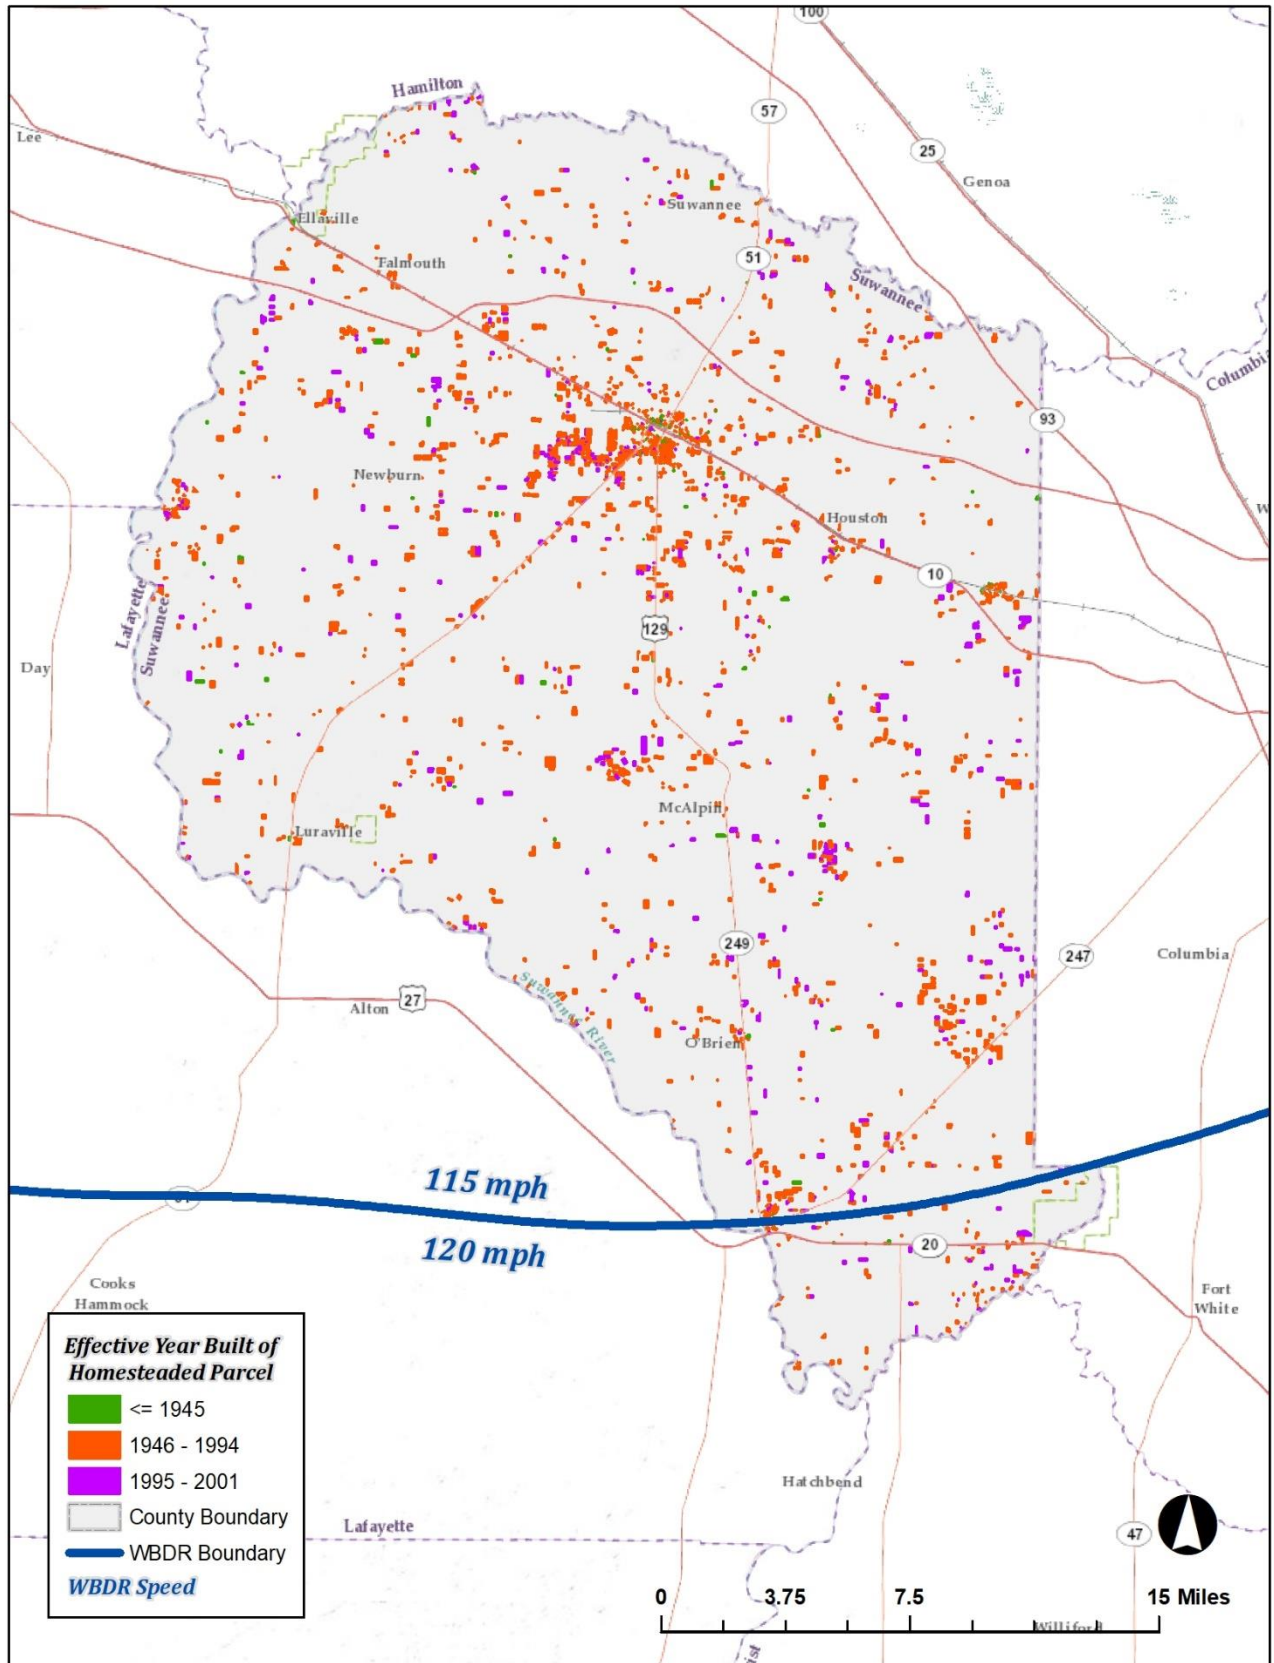 100
Hamilton
57
Lee
25
Genoa
Suwannee
Ellaville
51
Falmouth
Suwannee
Columbia
93
Newburn
Houston
10
Lafayette
Suwannee
129
Day
McAlpin
Luraville
249
247
Columbia
Suwannee River
27
Alton
O'Brien
115 mph
120 mph
20
Cooks
Hammock
Fort
White
Effective Year Built of
Homesteaded Parcel
<= 1945
1946 - 1994
1995 - 2001
County Boundary
WBDR Boundary
WBDR Speed
Hatchbend
Lafayette
47
0 3.75 7.5 15 Miles
Williford
ist